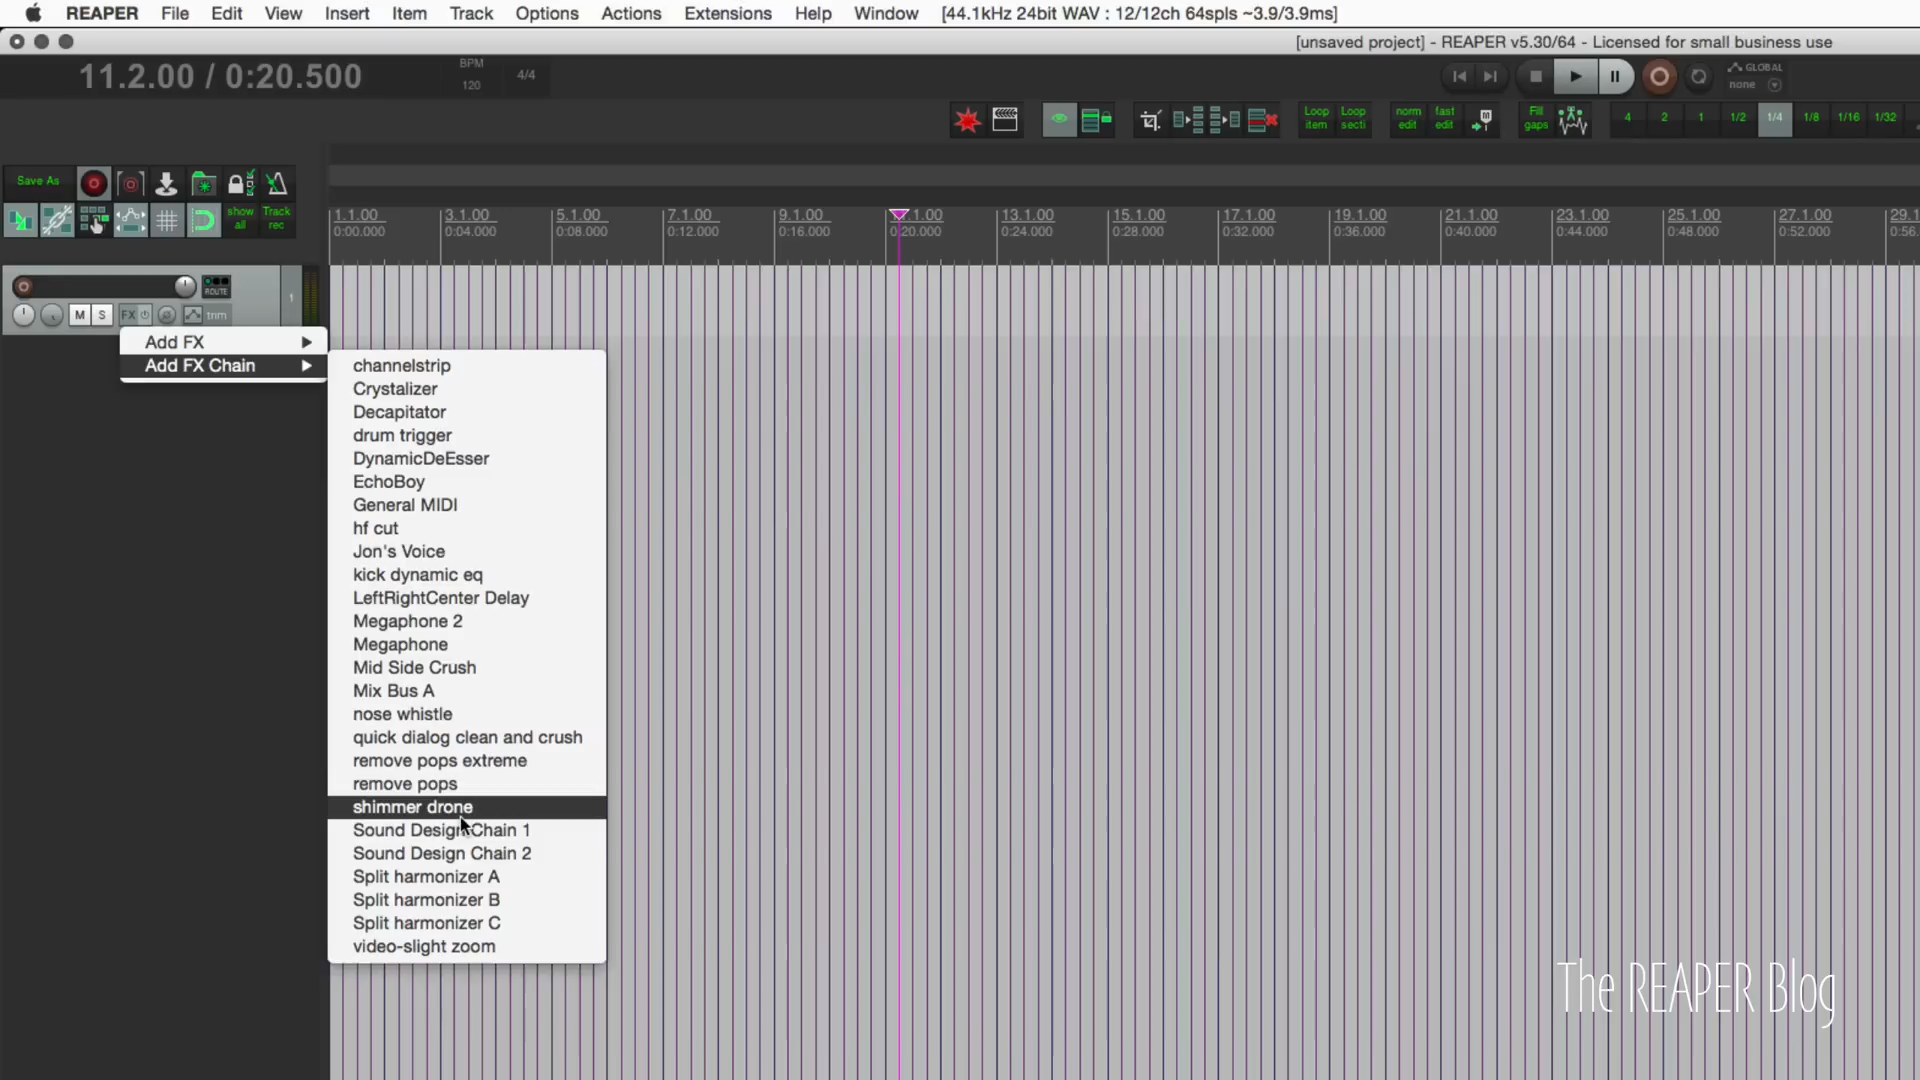 REAPER File Edit View Insert Item Track Options Actions Extensions Help Window [44.1kHz 24bit WAV : 12/12ch 64spls ~3.9/3.9ms]
[unsaved project] - REAPER v5.30/64 - Licensed for small business use
11.2.00 / 0:20.500
BPM
120
4/4
GLOBAL
none
Loop item
Loop secti
norm edit
fast edit
Fill gaps
4 2 1 1/2 1/4 1/8 1/16 1/32
Save As
show all
Track rec
1.1.00 3.1.00 5.1.00 7.1.00 9.1.00 1.00 13.1.00 15.1.00 17.1.00 19.1.00 21.1.00 23.1.00 25.1.00 27.1.00 29.1
0:00.000 0:04.000 0:08.000 0:12.000 0:16.000 0:20.000 0:24.000 0:28.000 0:32.000 0:36.000 0:40.000 0:44.000 0:48.000 0:52.000 0:56.
ROUTE
1
M S FX trim
Add FX
Add FX Chain
channelstrip
Crystalizer
Decapitator
drum trigger
DynamicDeEsser
EchoBoy
General MIDI
hf cut
Jon's Voice
kick dynamic eq
LeftRightCenter Delay
Megaphone 2
Megaphone
Mid Side Crush
Mix Bus A
nose whistle
quick dialog clean and crush
remove pops extreme
remove pops
shimmer drone
Sound Design Chain 1
Sound Design Chain 2
Split harmonizer A
Split harmonizer B
Split harmonizer C
video-slight zoom
The REAPER Blog